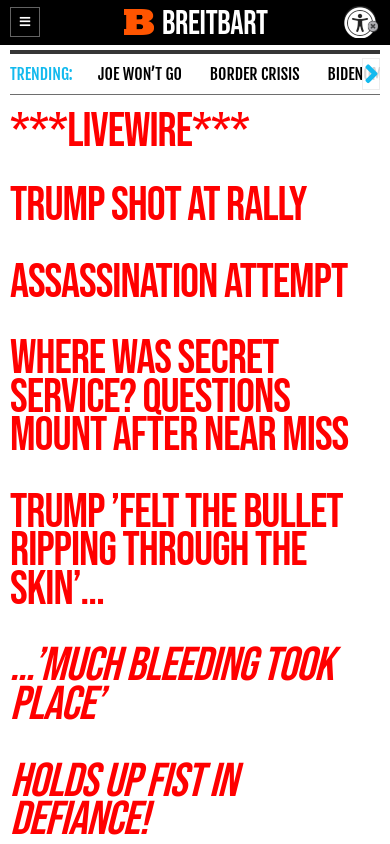 B BREITBART
TRENDING: JOE WON'T GO BORDER CRISIS BIDEN
***LIVEWIRE***
TRUMP SHOT AT RALLY
ASSASSINATION ATTEMPT
WHERE WAS SECRET
SERVICE? QUESTIONS
MOUNT AFTER NEAR MISS
TRUMP ’FELT THE BULLET
RIPPING THROUGH THE
SKIN’...
...’MUCH BLEEDING TOOK
PLACE’
HOLDS UP FIST IN
DEFIANCE!